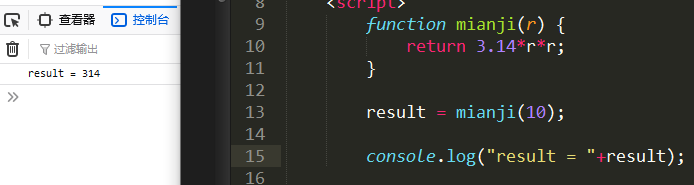 查看器
控制台
过滤输出
result = 314
»
8 <script>
9 function mianji(r) {
10 return 3.14*r*r;
11 }
12
13 result = mianji(10);
14
15 console.log("result = "+result);
16